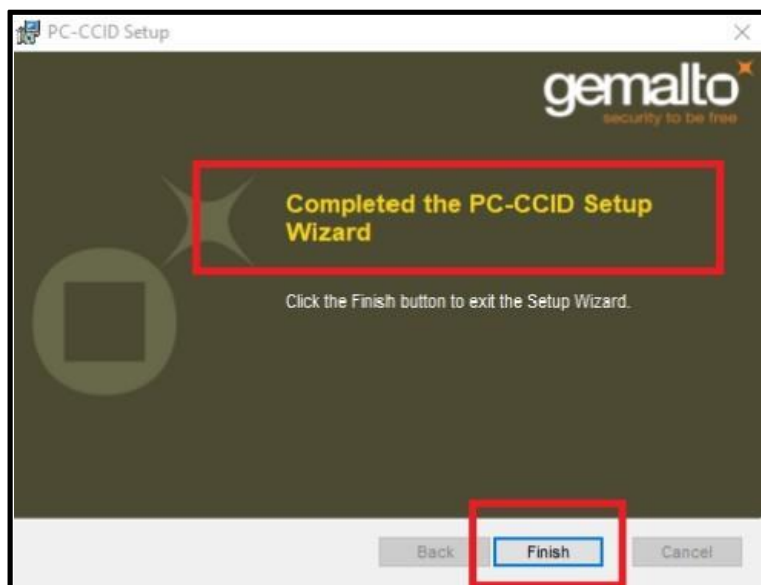 PC-CCID Setup
gemalto
security to be free
Completed the PC-CCID Setup
Wizard
Click the Finish button to exit the Setup Wizard.
Back Finish Cancel